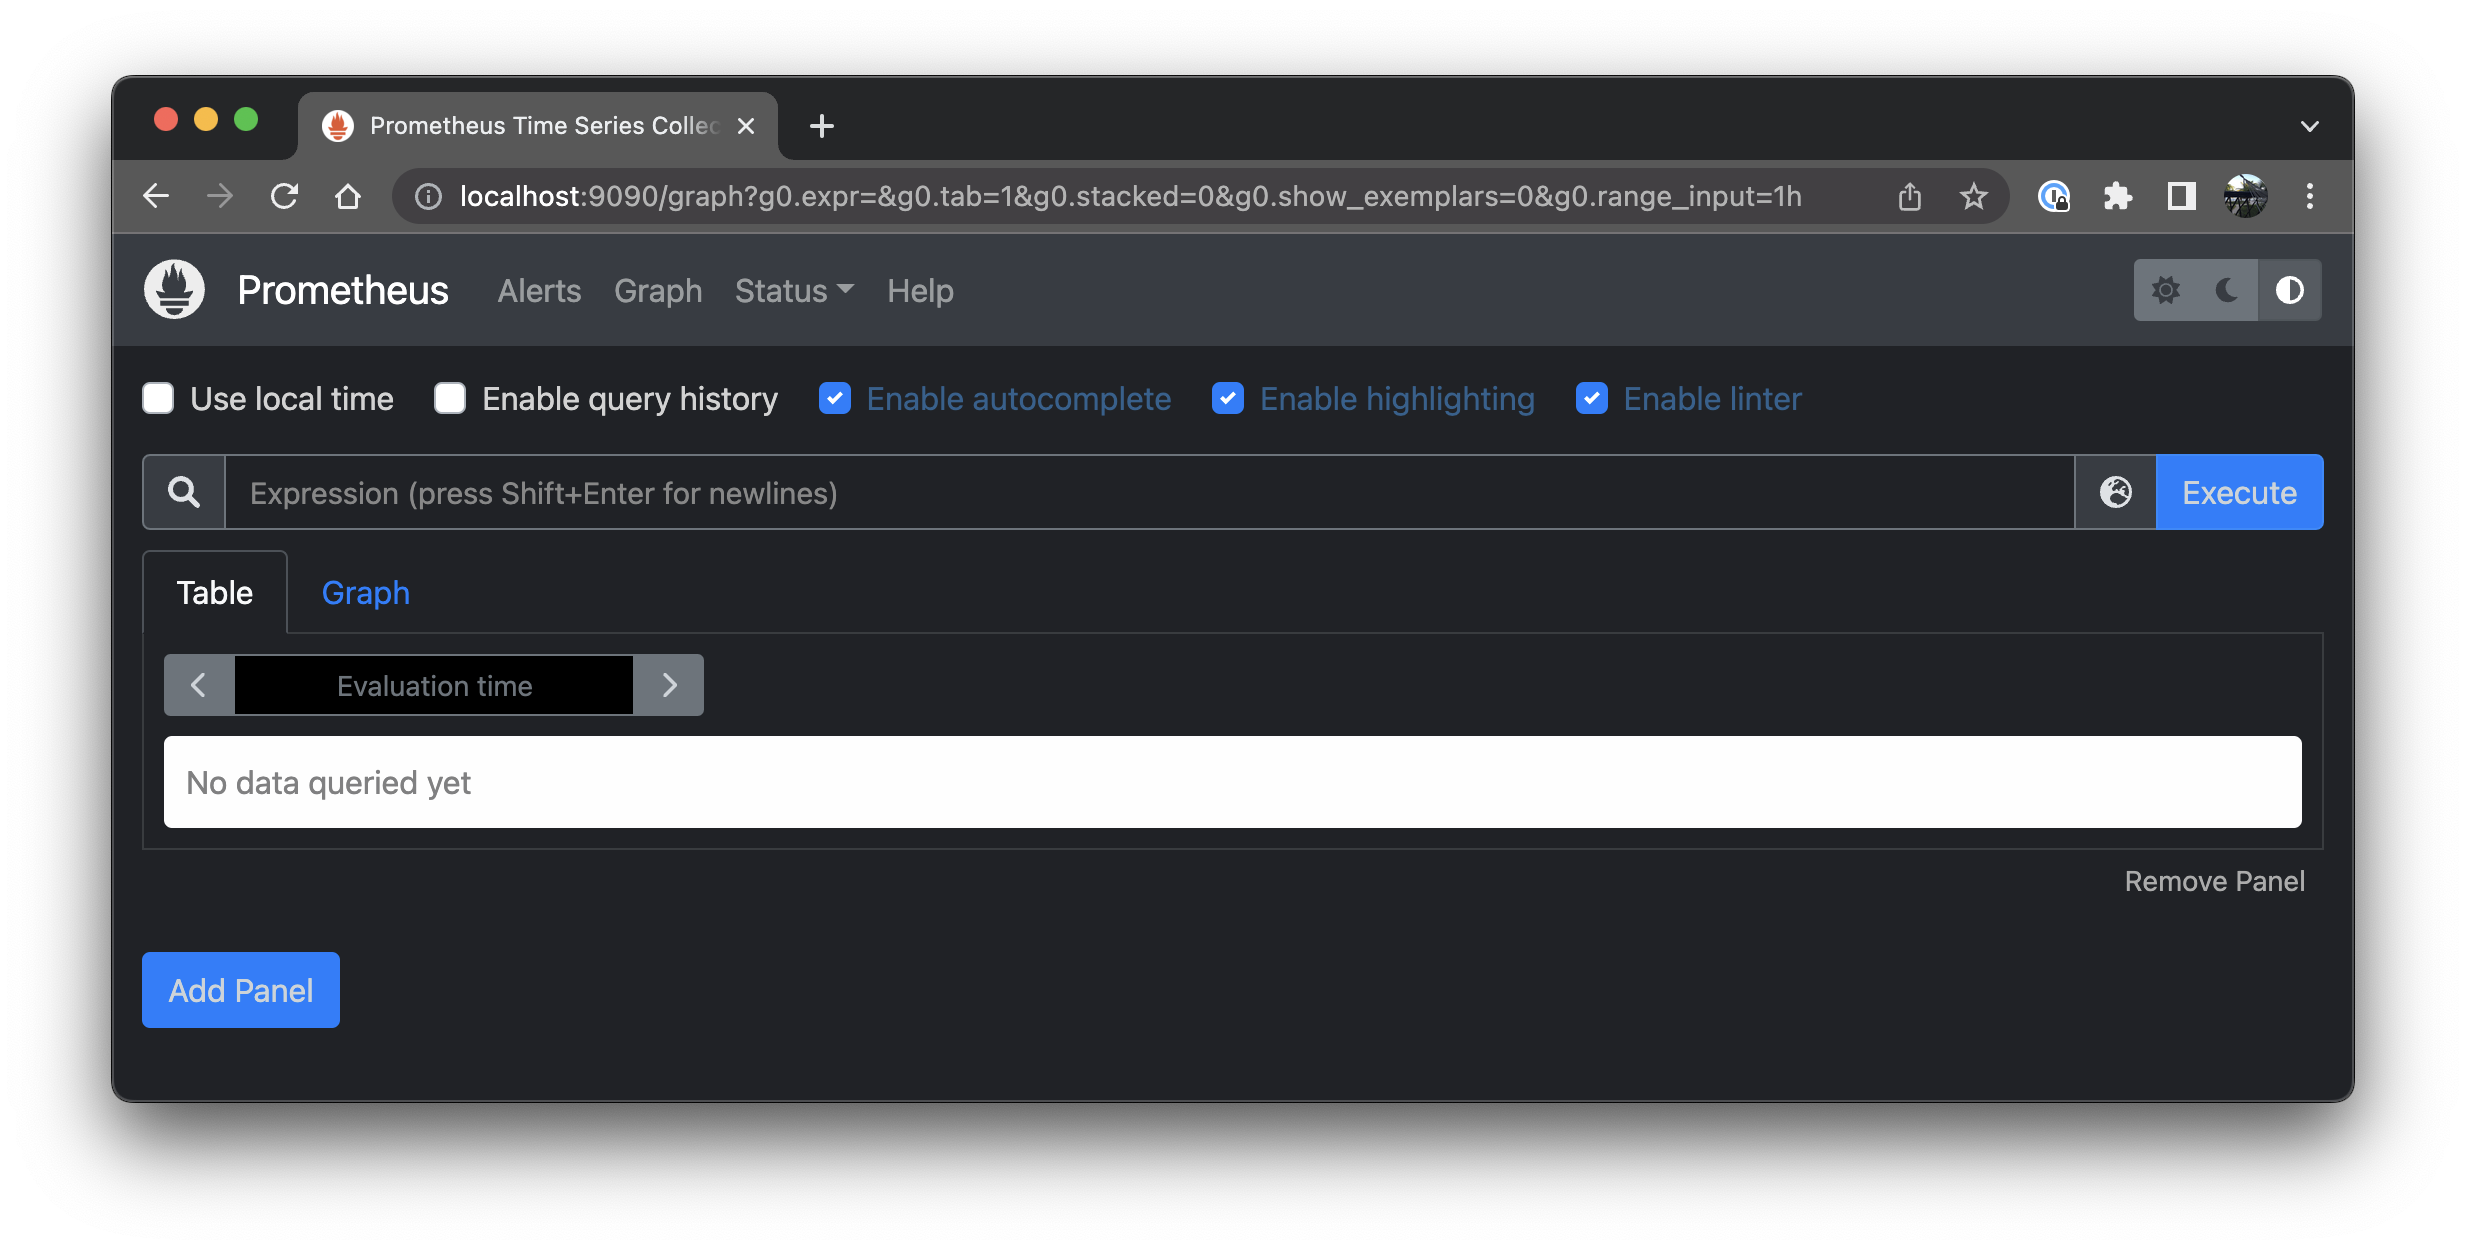 Prometheus Time Series Collec
localhost:9090/graph?g0.expr=&g0.tab=1&g0.stacked=0&g0.show_exemplars=0&g0.range_input=1h
Prometheus Alerts Graph Status Help
Use local time Enable query history Enable autocomplete Enable highlighting Enable linter
Expression (press Shift+Enter for newlines) Execute
Table Graph
Evaluation time
No data queried yet
Remove Panel
Add Panel